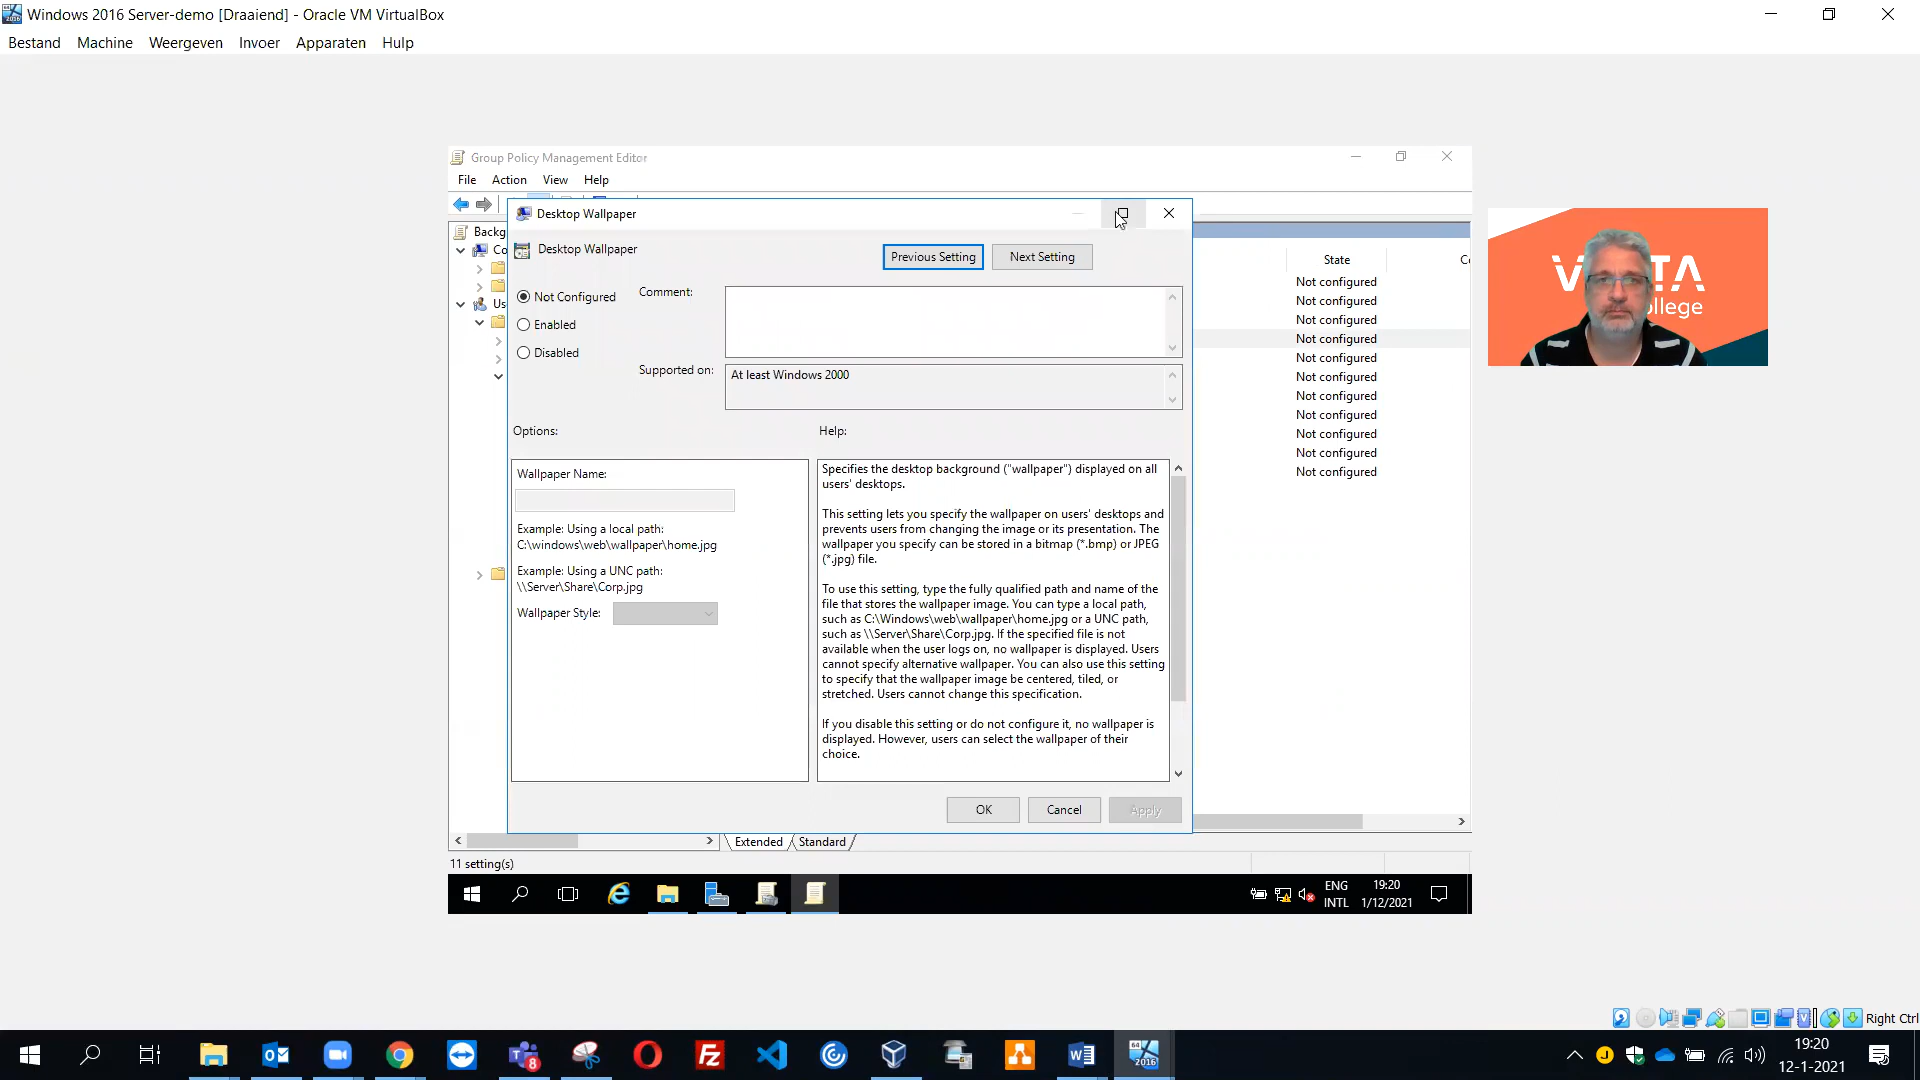 Windows 2016 Server-demo [Draaiend] - Oracle VM VirtualBox
Bestand Machine Weergeven Invoer Apparaten Hulp
Group Policy Management Editor
File Action View Help
Desktop Wallpaper
Desktop Wallpaper
Previous Setting
Next Setting
Not Configured
Enabled
Disabled
Comment:
Supported on:
At least Windows 2000
Options:
Help:
Wallpaper Name:
Example: Using a local path:
C:\windows\web\wallpaper\home.jpg
Example: Using a UNC path:
\\Server\Share\Corp.jpg
Wallpaper Style:
Specifies the desktop background ("wallpaper") displayed on all
users' desktops.
This setting lets you specify the wallpaper on users' desktops and
prevents users from changing the image or its presentation. The
wallpaper you specify can be stored in a bitmap (*.bmp) or JPEG
(*.jpg) file.
To use this setting, type the fully qualified path and name of the
file that stores the wallpaper image. You can type a local path,
such as C:\Windows\web\wallpaper\home.jpg or a UNC path,
such as \\Server\Share\Corp.jpg. If the specified file is not
available when the user logs on, no wallpaper is displayed. Users
cannot specify alternative wallpaper. You can also use this setting
to specify that the wallpaper image be centered, tiled, or
stretched. Users cannot change this specification.
If you disable this setting or do not configure it, no wallpaper is
displayed. However, users can select the wallpaper of their
choice.
OK
Cancel
Apply
Backg
Co
Us
State
Co
Not configured
Not configured
Not configured
Not configured
Not configured
Not configured
Not configured
Not configured
Not configured
Not configured
Not configured
Extended Standard
11 setting(s)
ENG
INTL
19:20
1/12/2021
Right Ctrl
19:20
12-1-2021